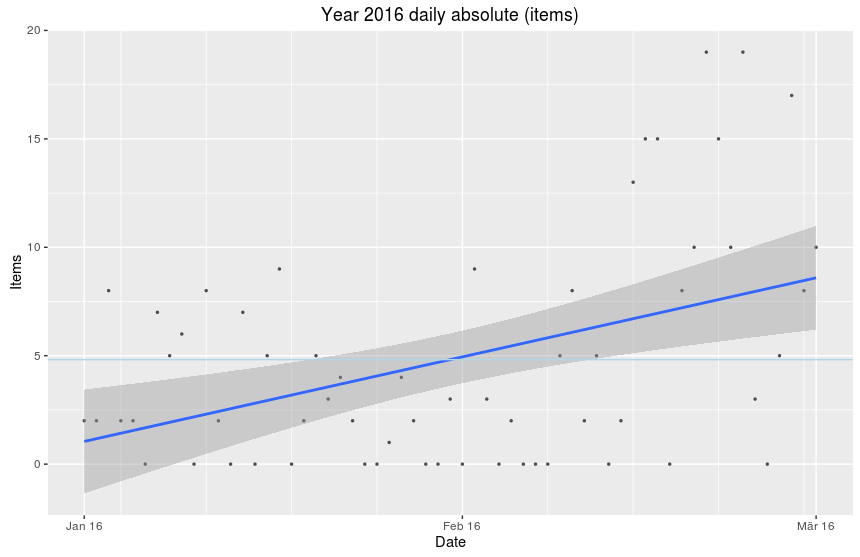 Year 2016 daily absolute (items)
Items
20
15
10
5
0
Jan 16
Feb 16
Mär 16
Date